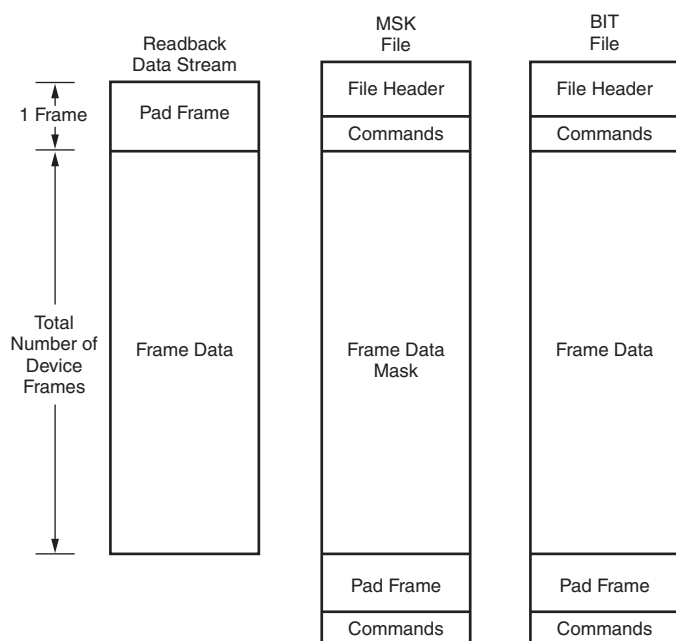 Readback
Data Stream
MSK
File
BIT
File
1 Frame
Pad Frame
File Header
File Header
Commands
Commands
Total
Number of
Device
Frames
Frame Data
Frame Data
Mask
Frame Data
Pad Frame
Pad Frame
Commands
Commands